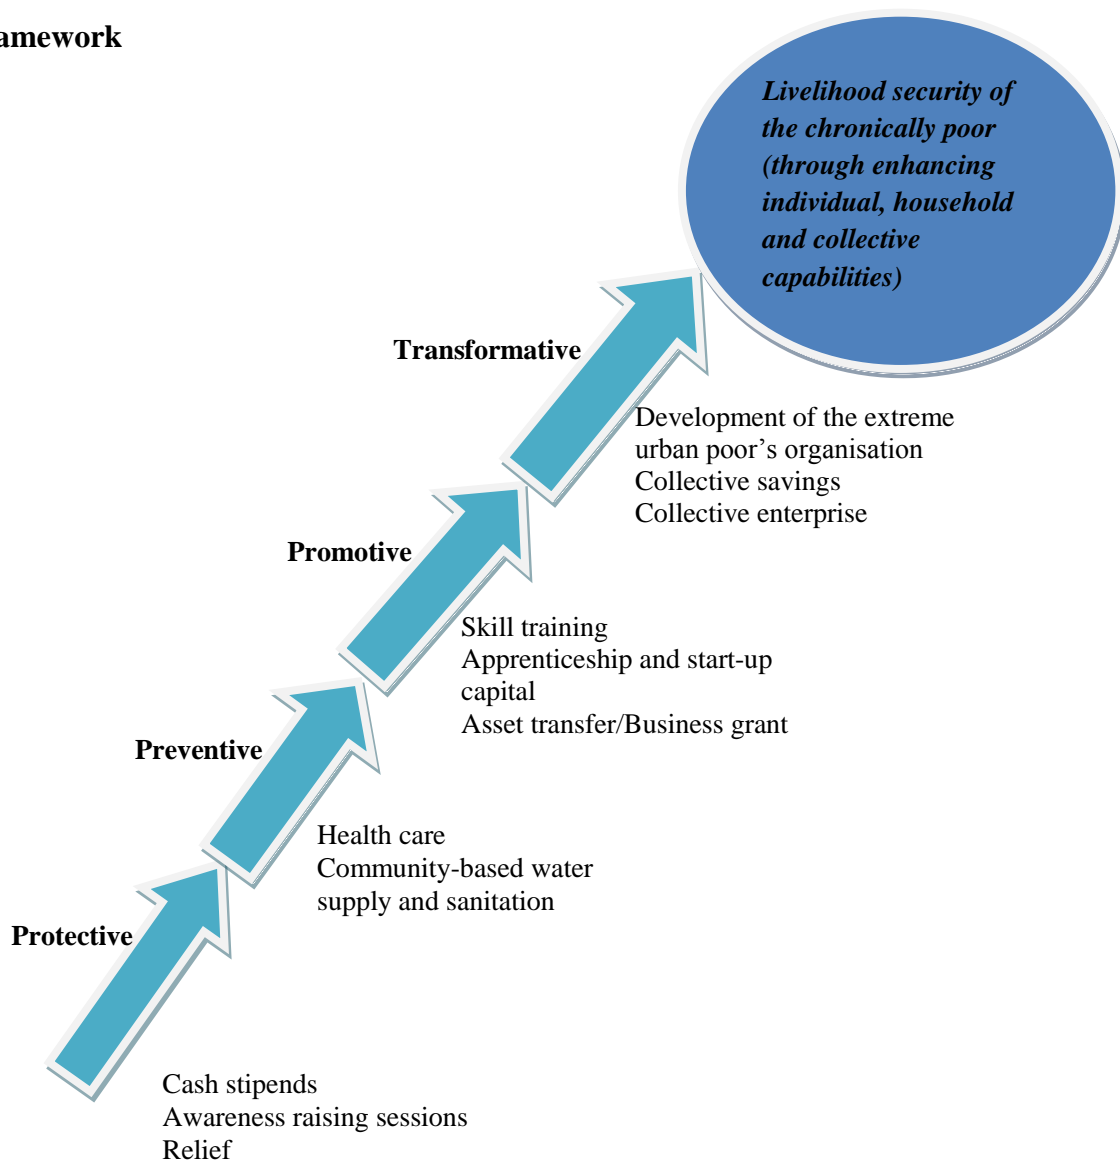 amework
Livelihood security of
the chronically poor
(through enhancing
individual, household
and collective
capabilities)
Transformative
Development of the extreme
urban poor’s organisation
Collective savings
Collective enterprise
Promotive
Skill training
Apprenticeship and start-up
capital
Asset transfer/Business grant
Preventive
Health care
Community-based water
supply and sanitation
Protective
Cash stipends
Awareness raising sessions
Relief